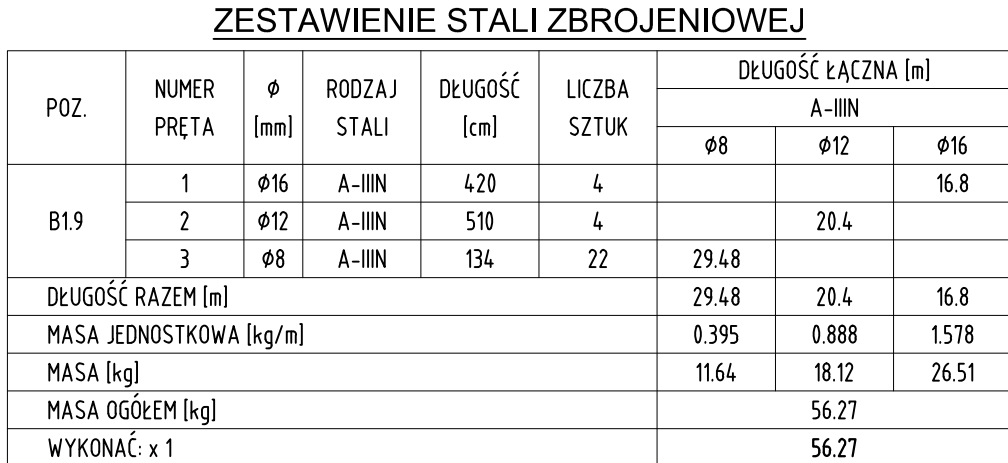 ZESTAWIENIE STALI ZBROJENIOWEJ
POZ. NUMER PRĘTA ϕ [mm] RODZAJ STALI DŁUGOŚĆ [cm] LICZBA SZTUK DŁUGOŚĆ ŁĄCZNA [m]
A-IIIN
ϕ8 ϕ12 ϕ16
B1.9
1 ϕ16 A-IIIN 420 4 16.8
2 ϕ12 A-IIIN 510 4 20.4
3 ϕ8 A-IIIN 134 22 29.48
DŁUGOŚĆ RAZEM [m] 29.48 20.4 16.8
MASA JEDNOSTKOWA [kg/m] 0.395 0.888 1.578
MASA [kg] 11.64 18.12 26.51
MASA OGÓŁEM [kg] 56.27
WYKONAĆ: x 1 56.27